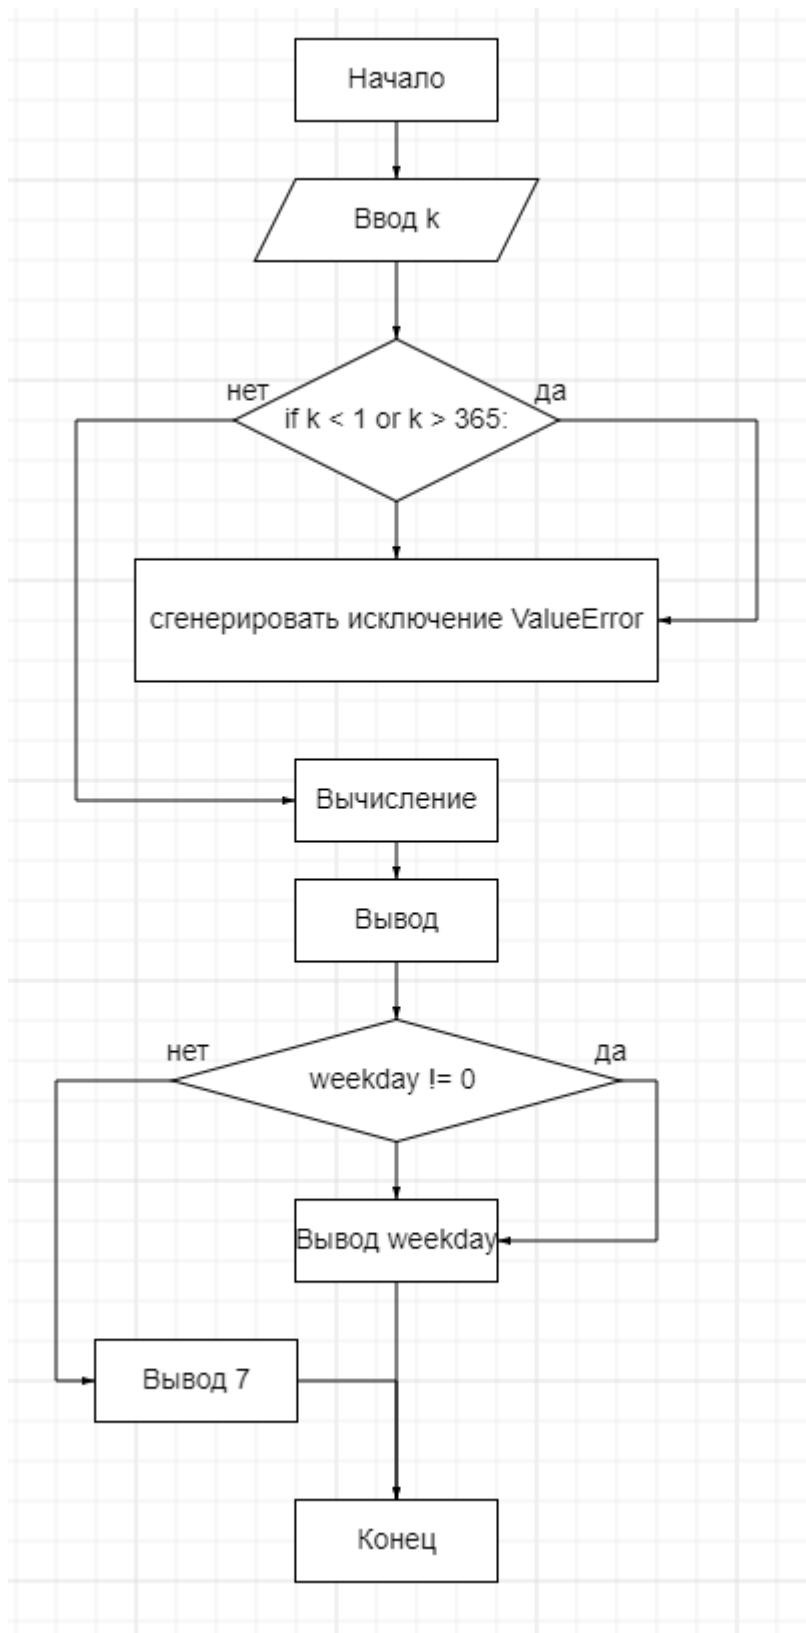 Начало
Ввод k
нет
да
if k < 1 or k > 365:
сгенерировать исключение ValueError
Вычисление
Вывод
нет
да
weekday != 0
Вывод weekday
Вывод 7
Конец